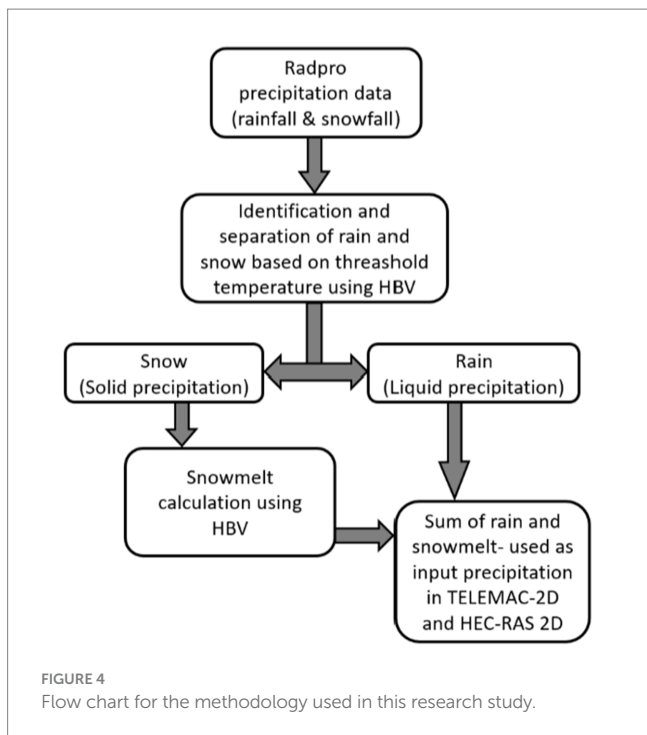 Radpro
precipitation data
(rainfall & snowfall)
Identification and
separation of rain and
snow based on threashold
temperature using HBV
Snow
(Solid precipitation)
Rain
(Liquid precipitation)
Snowmelt
calculation using
HBV
Sum of rain and
snowmelt- used as
input precipitation
in TELEMAC-2D
and HEC-RAS 2D
FIGURE 4
Flow chart for the methodology used in this research study.